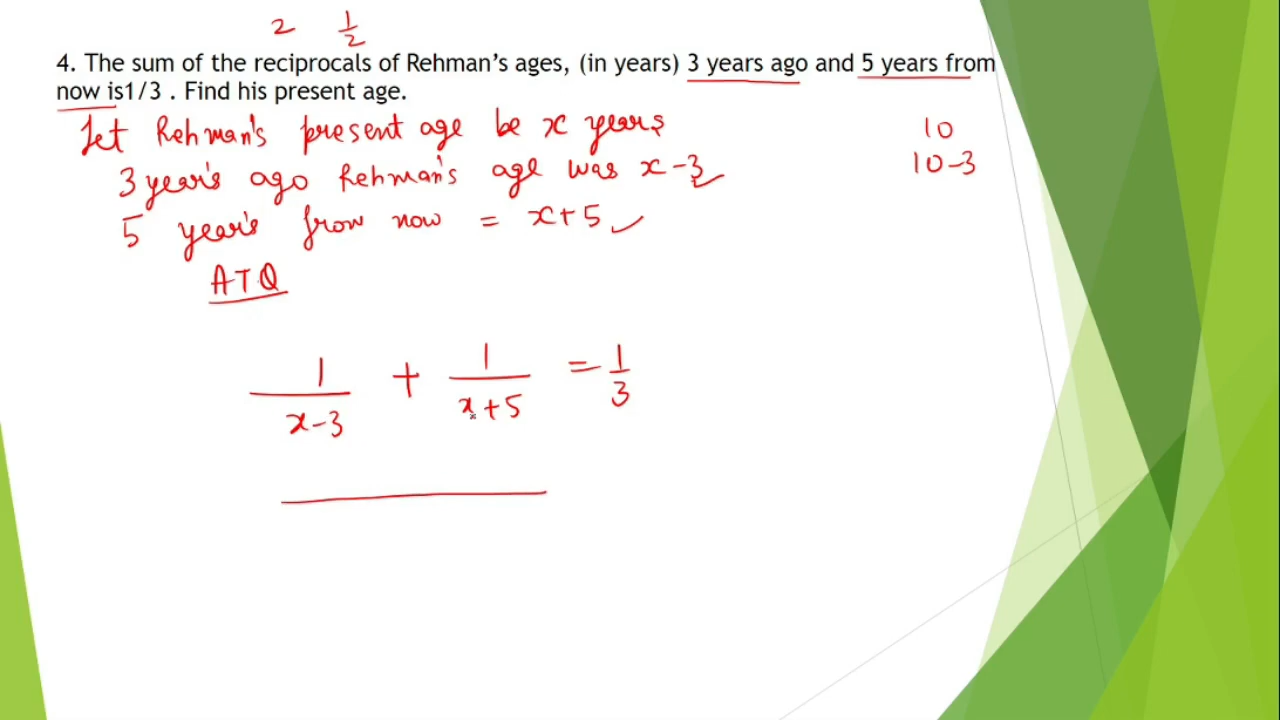 2 1/2
4. The sum of the reciprocals of Rehman's ages, (in years) 3 years ago and 5 years from
now is1/3 . Find his present age.
Let Rehman's present age be x years
10
3 year's ago Rehman's age was x-3
10-3
5 year's from now = x+5
ATQ
1/(x-3) + 1/(x+5) = 1/3